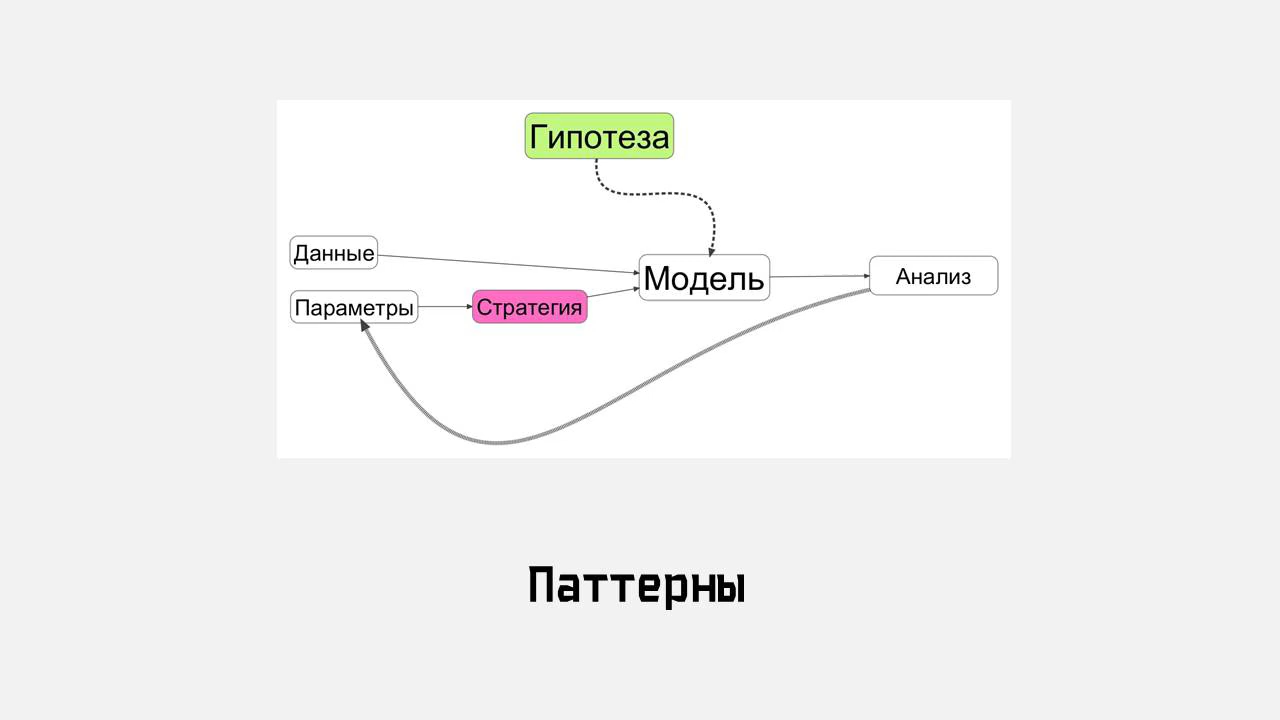 Гипотеза
Данные
Модель
Анализ
Параметры
Стратегия
Паттерны